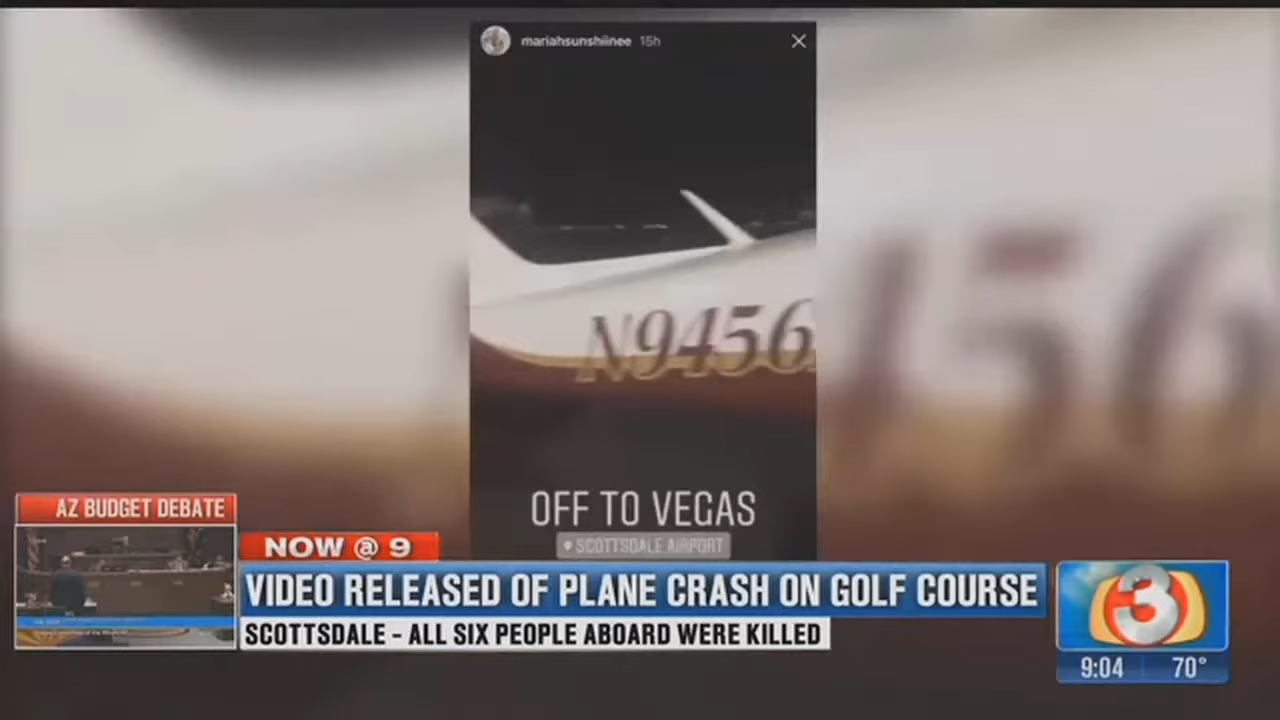 mariahsunshiinee 15h
N9456
456
OFF TO VEGAS
SCOTTSDALE AIRPORT
AZ BUDGET DEBATE
NOW @ 9
VIDEO RELEASED OF PLANE CRASH ON GOLF COURSE
SCOTTSDALE - ALL SIX PEOPLE ABOARD WERE KILLED
3
9:04 70°